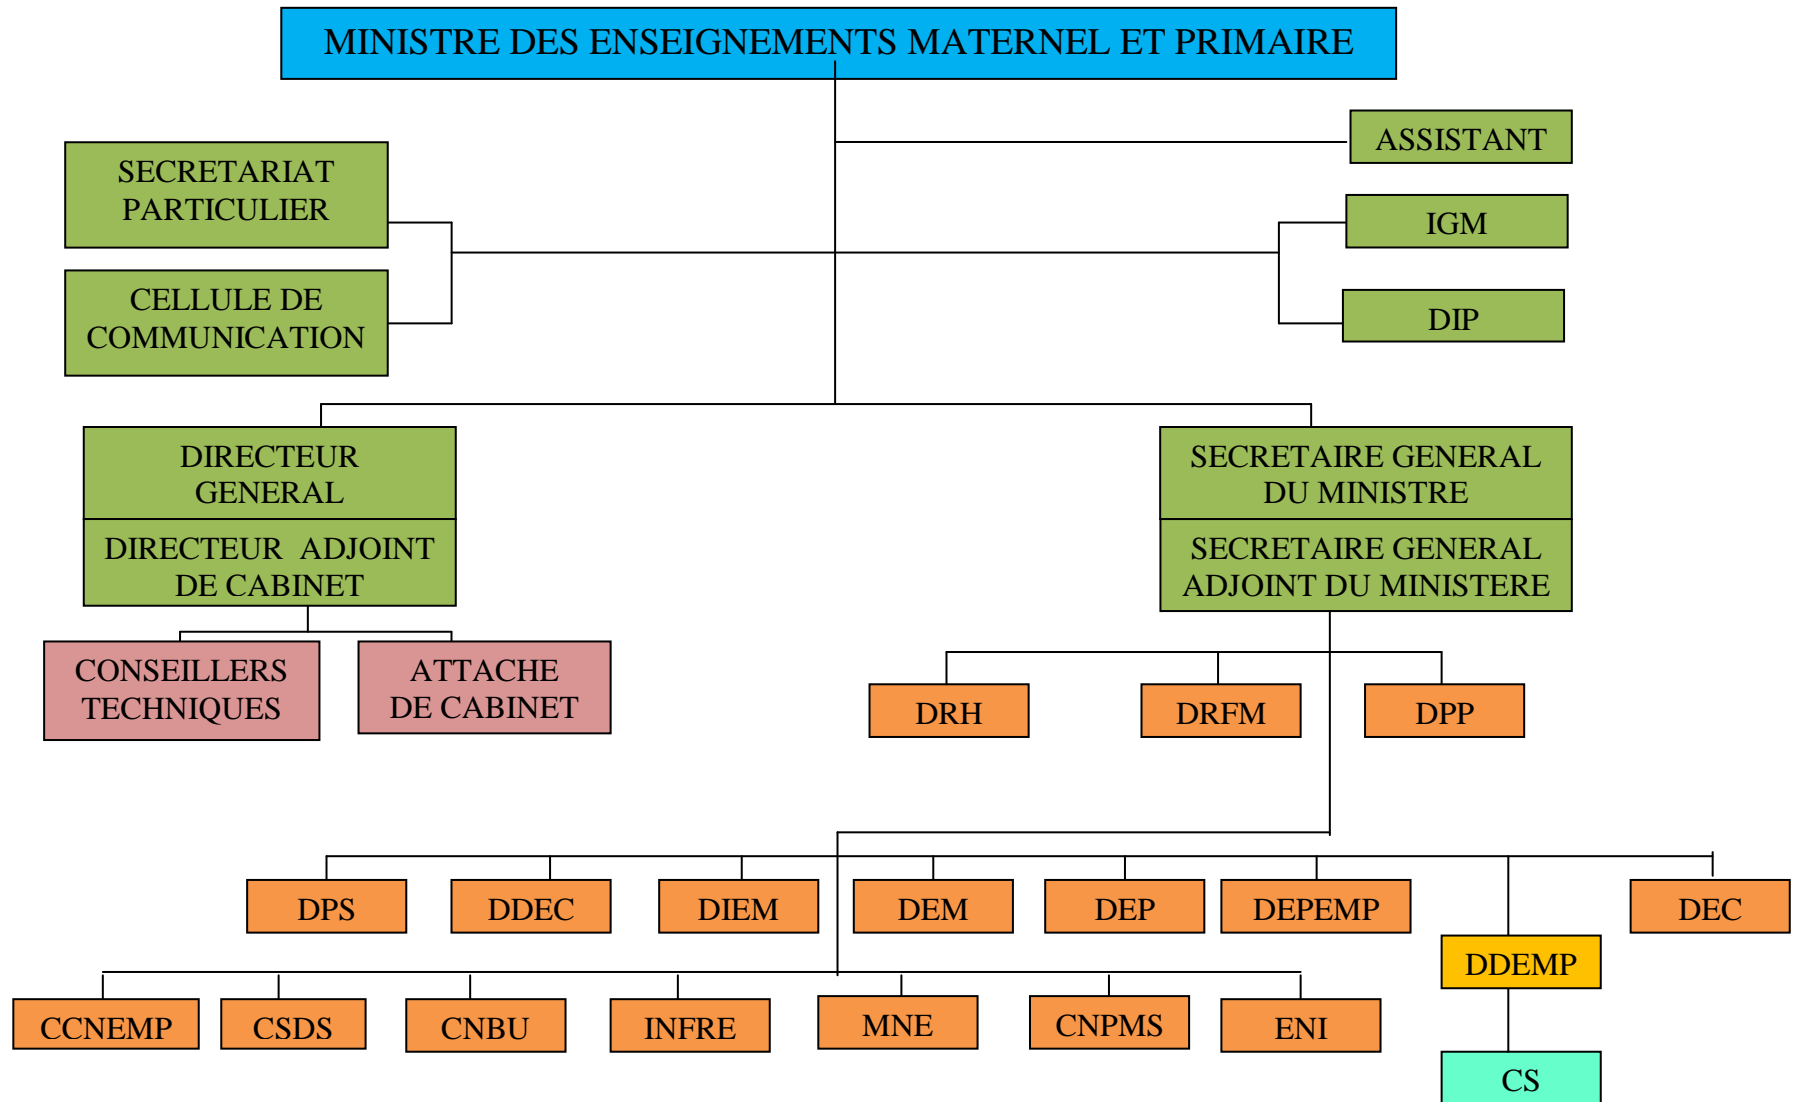 MINISTRE DES ENSEIGNEMENTS MATERNEL ET PRIMAIRE
ASSISTANT
SECRETARIAT
PARTICULIER
IGM
CELLULE DE
COMMUNICATION
DIP
DIRECTEUR
GENERAL
SECRETAIRE GENERAL
DU MINISTRE
DIRECTEUR ADJOINT
DE CABINET
SECRETAIRE GENERAL
ADJOINT DU MINISTERE
CONSEILLERS
TECHNIQUES
ATTACHE
DE CABINET
DRH
DRFM
DPP
DPS
DDEC
DIEM
DEM
DEP
DEPEMP
DEC
DDEMP
CCNEMP
CSDS
CNBU
INFRE
MNE
CNPMS
ENI
CS